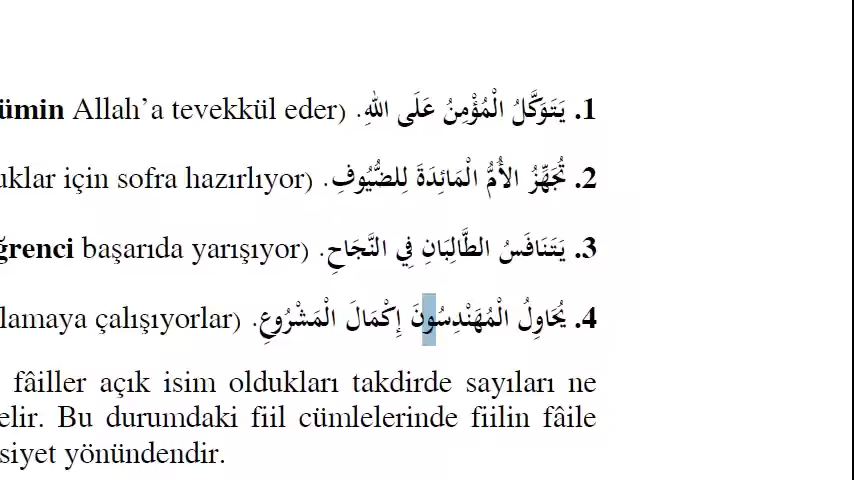 1. يَتَوَكَّلُ الْمُؤْمِنُ عَلَى اللهِ. (ümin Allah’a tevekkül eder
2. تُجَهِّزُ الأُمُّ الْمَائِدَةَ لِلضُّيُوفِ. (uklar için sofra hazırlıyor
3. يَتَنَافَسُ الطَّالِبَانِ فِي النَّجَاحِ. (ğrenci başarıda yarışıyor
4. يُحَاوِلُ الْمُهَنْدِسُونَ إِكْمَالَ الْمَشْرُوعِ. (lamaya çalışıyorlar
fâiller açık isim oldukları takdirde sayıları ne
elir. Bu durumdaki fiil cümlelerinde fiilin fâile
siyet yönündendir.